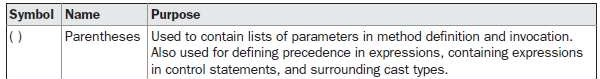 Symbol Name Purpose
( ) Parentheses Used to contain lists of parameters in method definition and invocation.
Also used for defining precedence in expressions, containing expressions
in control statements, and surrounding cast types.